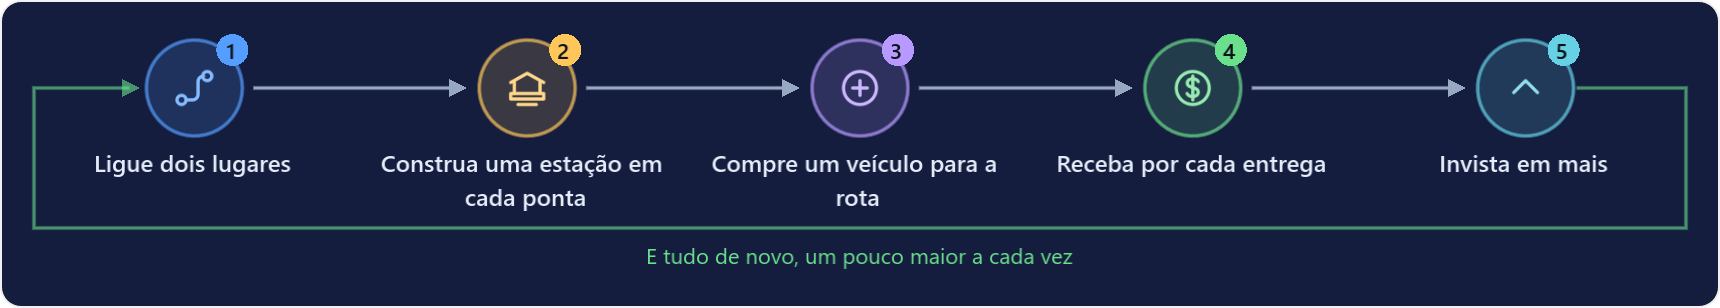 1
2
3
4
5
Ligue dois lugares
Construa uma estação em
cada ponta
Compre um veículo para a
rota
Receba por cada entrega
Invista em mais
E tudo de novo, um pouco maior a cada vez